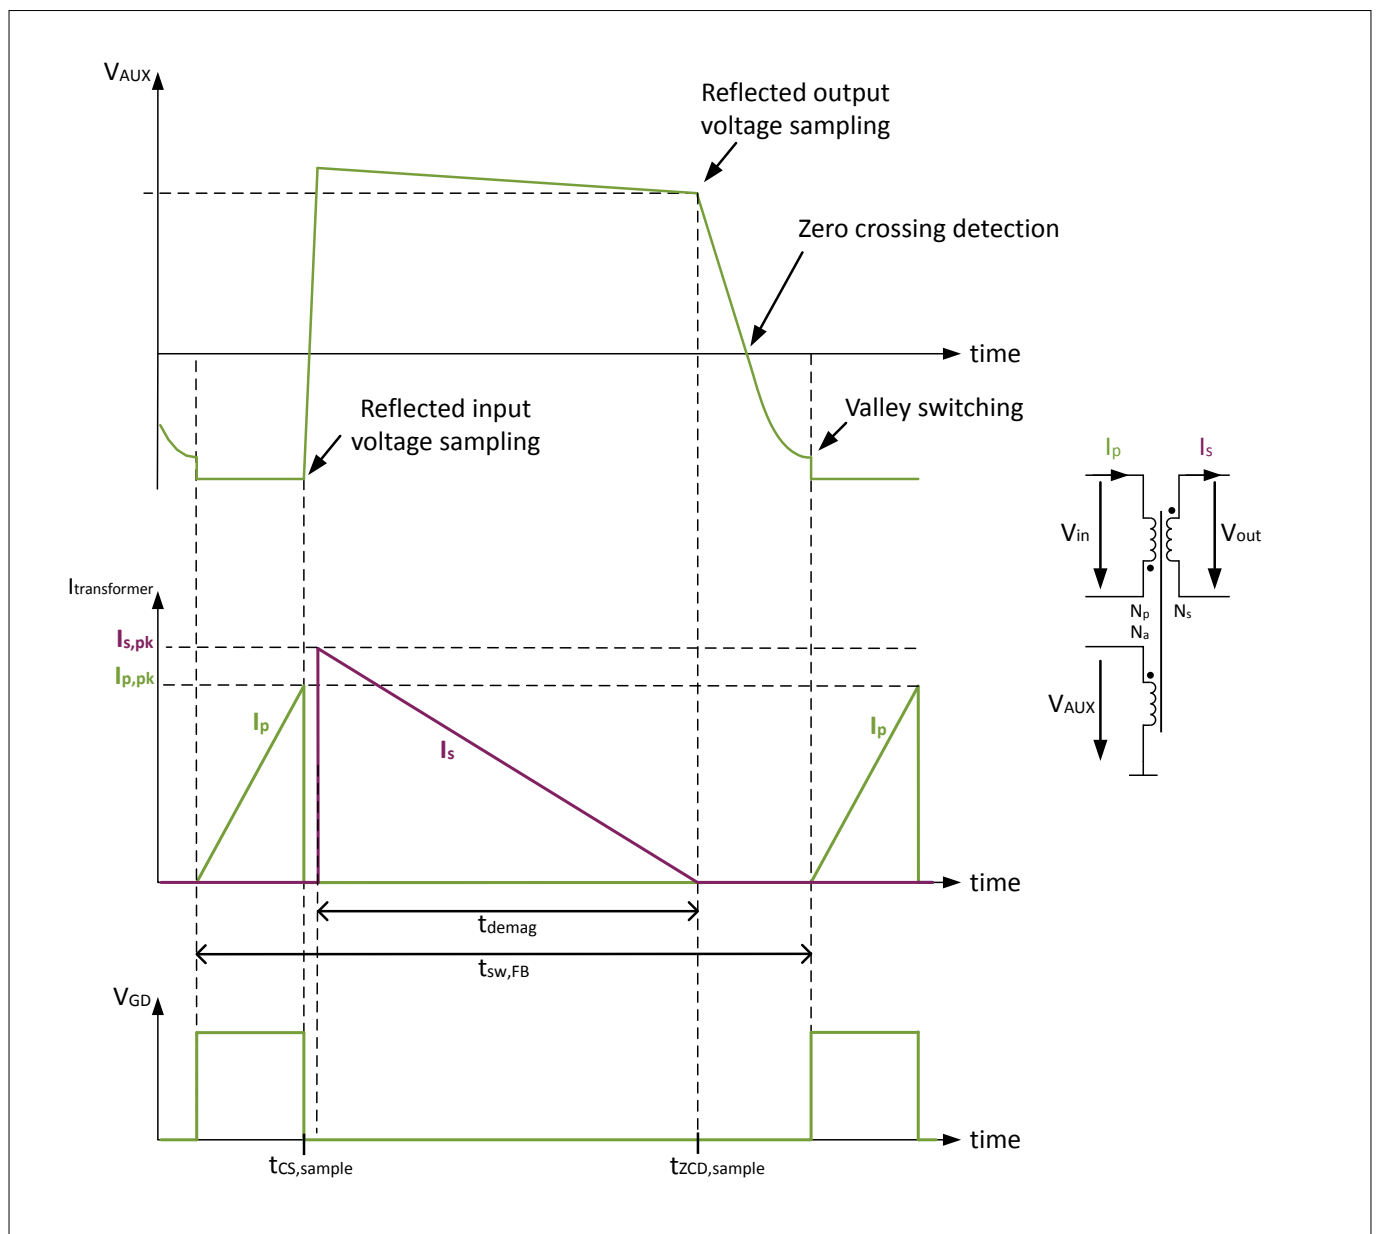 VAUX
Reflected output
voltage sampling
Zero crossing detection
time
Reflected input
voltage sampling
Valley switching
Ip
Is
Vin
Vout
Np
Ns
Na
VAUX
Itransformer
Is,pk
Ip,pk
Ip
Is
Ip
time
tdemag
tsw,FB
VGD
time
tCS,sample
tZCD,sample